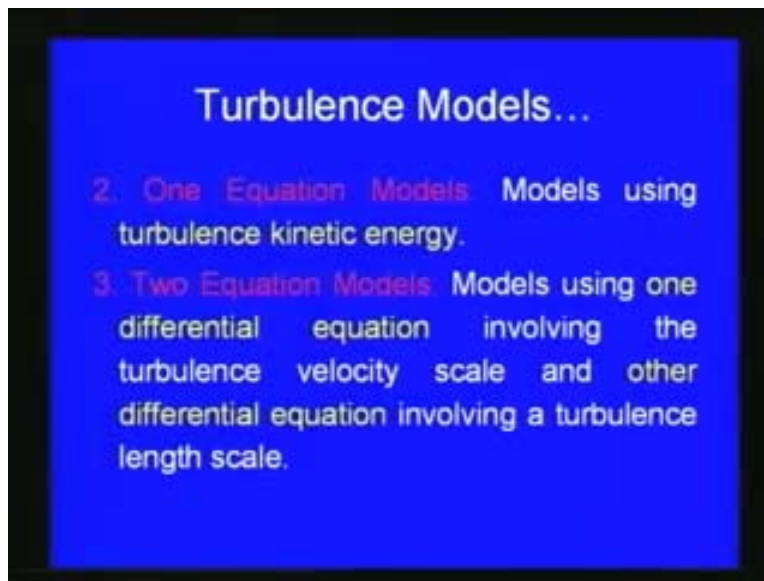 Turbulence Models...
2. One Equation Models: Models using
turbulence kinetic energy.
3. Two Equation Models: Models using one
differential equation involving the
turbulence velocity scale and other
differential equation involving a turbulence
length scale.